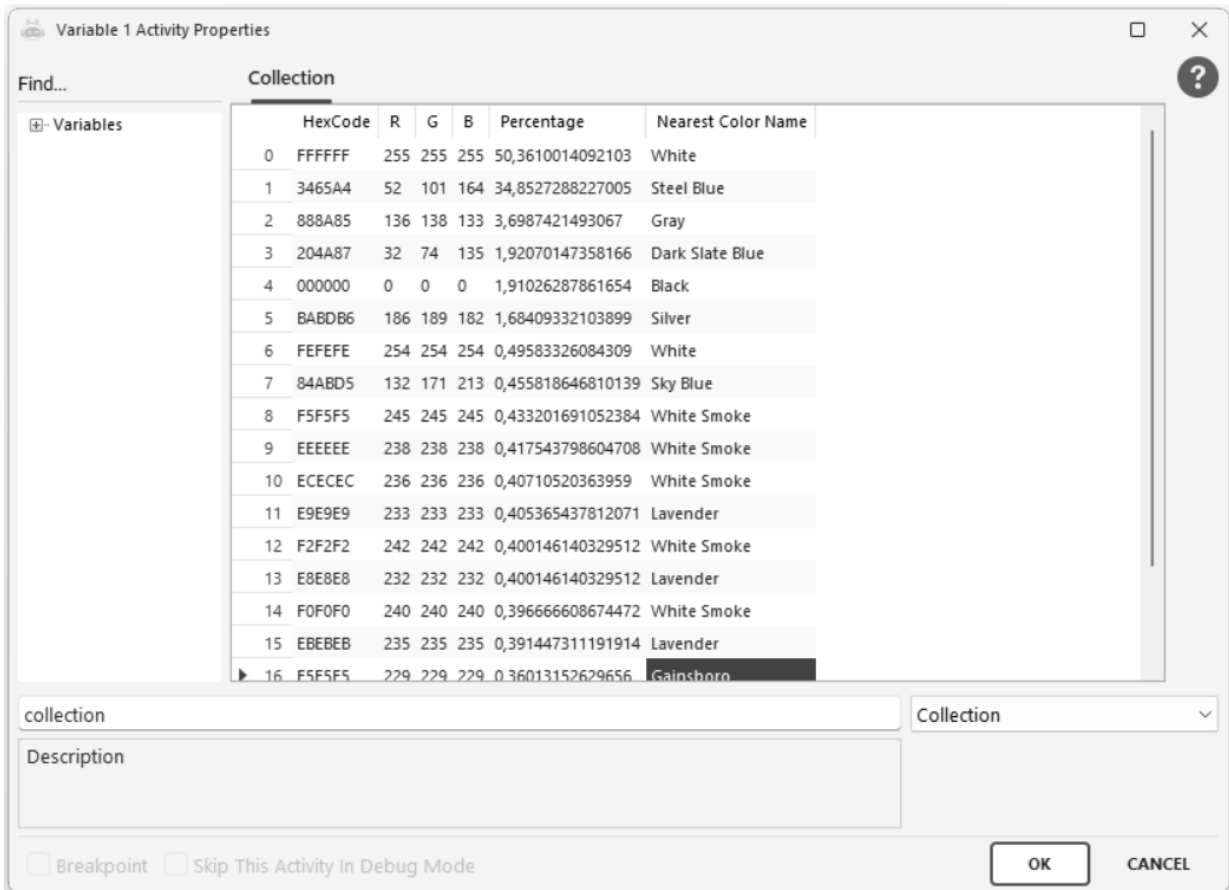 Variable 1 Activity Properties
Find...
Collection
?
Variables
HexCode R G B Percentage Nearest Color Name
0 FFFFFF 255 255 255 50,3610014092103 White
1 3465A4 52 101 164 34,8527288227005 Steel Blue
2 888A85 136 138 133 3,6987421493067 Gray
3 204A87 32 74 135 1,92070147358166 Dark Slate Blue
4 000000 0 0 0 1,91026287861654 Black
5 BABDB6 186 189 182 1,68409332103899 Silver
6 FEFEFE 254 254 254 0,49583326084309 White
7 84ABD5 132 171 213 0,455818646810139 Sky Blue
8 F5F5F5 245 245 245 0,433201691052384 White Smoke
9 EEEEEE 238 238 238 0,417543798604708 White Smoke
10 ECECEC 236 236 236 0,40710520363959 White Smoke
11 E9E9E9 233 233 233 0,405365437812071 Lavender
12 F2F2F2 242 242 242 0,400146140329512 White Smoke
13 E8E8E8 232 232 232 0,400146140329512 Lavender
14 F0F0F0 240 240 240 0,396666608674472 White Smoke
15 EBEBEB 235 235 235 0,391447311191914 Lavender
16 E5E5E5 229 229 229 0,36013152629656 Gainsboro
collection
Collection
Description
Breakpoint Skip This Activity In Debug Mode
OK
CANCEL